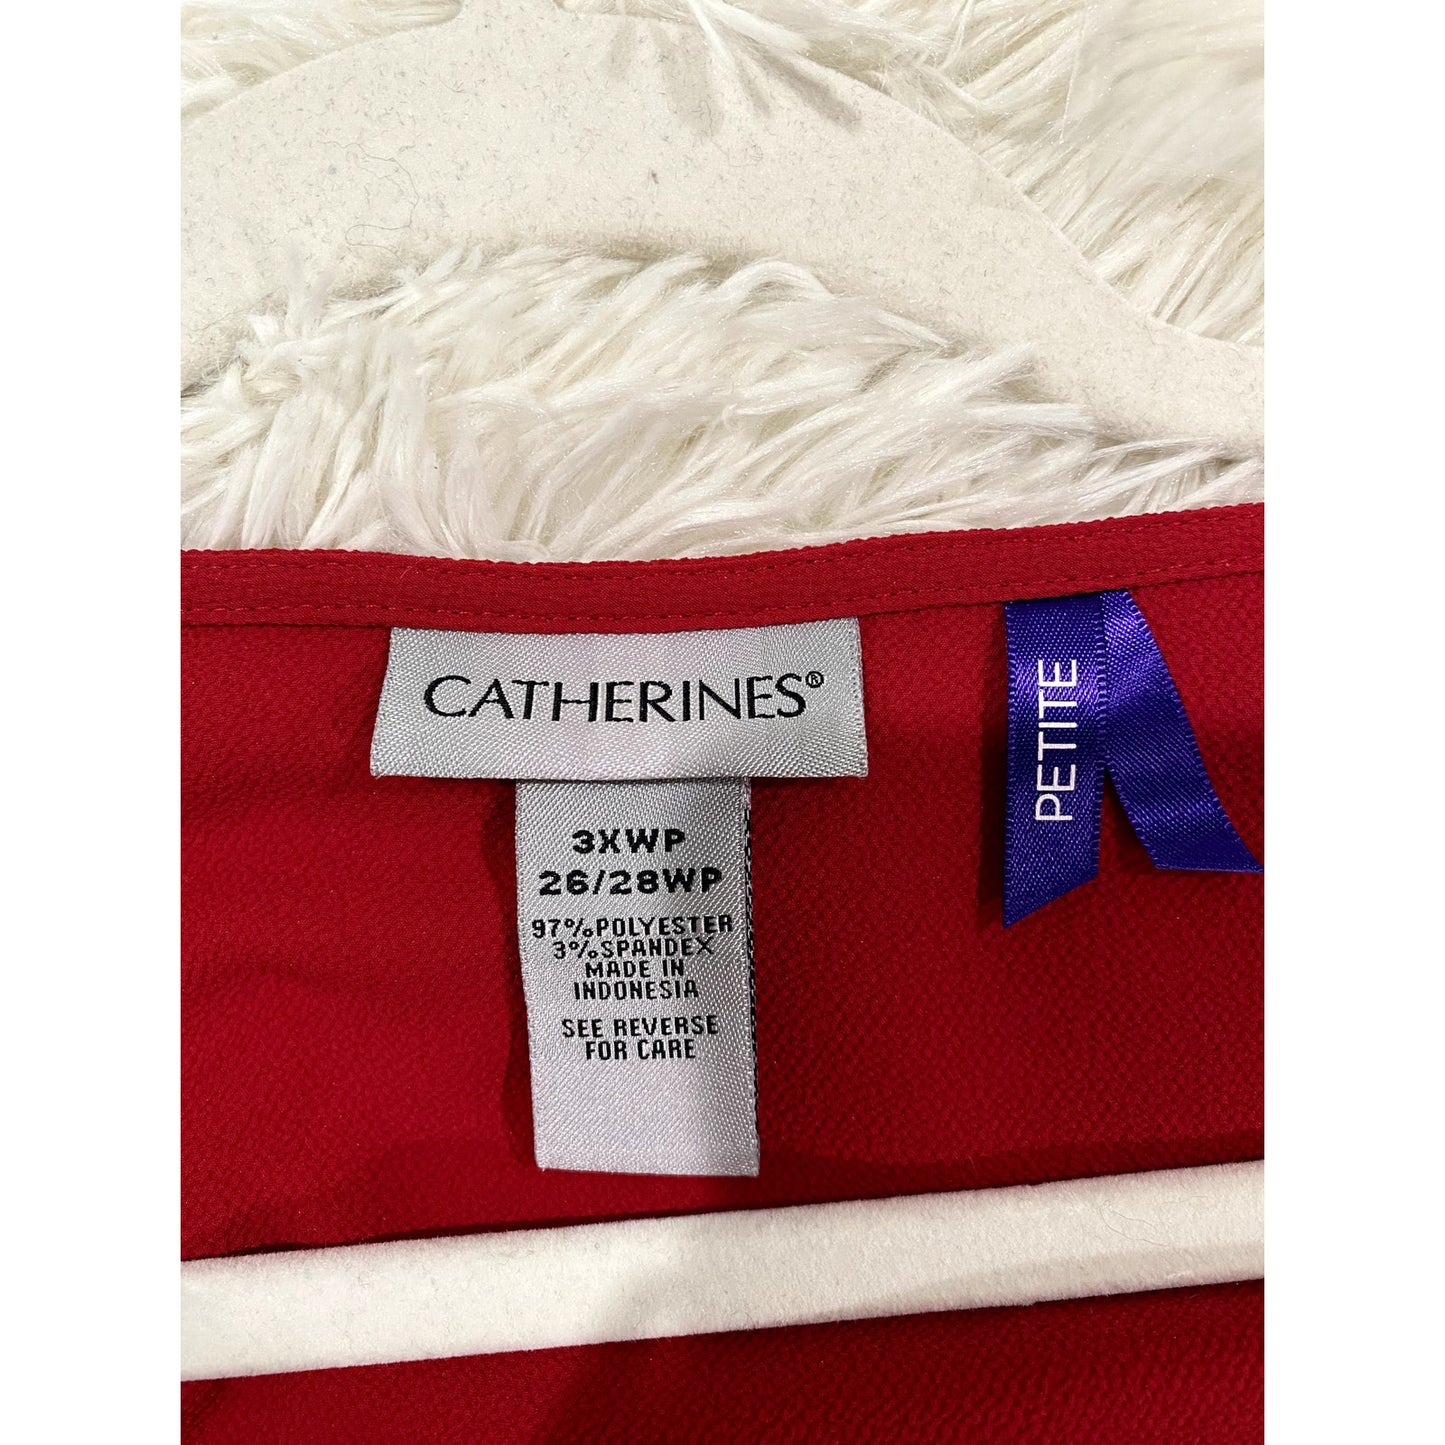 CATHERINES®
PETITE
3XWP
26/28WP
97%POLYESTER
3%SPANDEX
MADE IN
INDONESIA
SEE REVERSE
FOR CARE